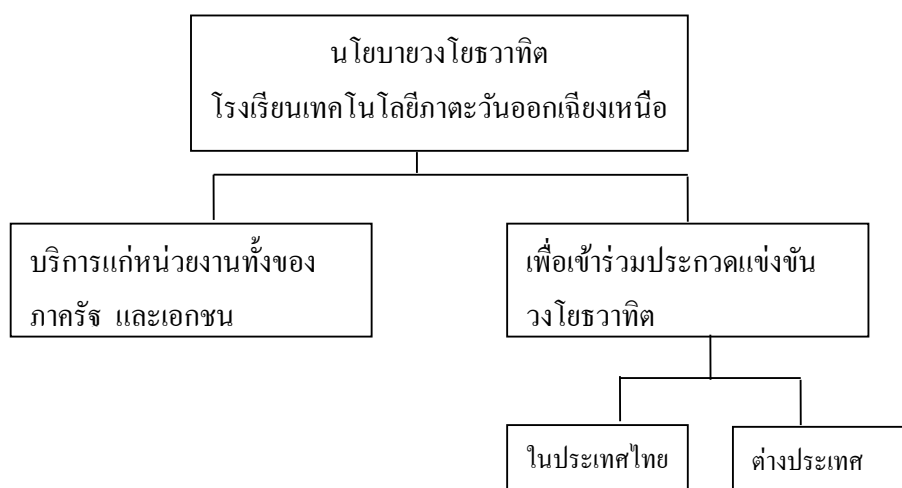 นโยบายวงโยธวาทิต
โรงเรียนเทคโนโลยีภาตะวันออกเฉียงเหนือ
บริการแก่หน่วยงานทั้งของ
ภาครัฐ และเอกชน
เพื่อเข้าร่วมประกวดแข่งขัน
วงโยธวาทิต
ในประเทศไทย
ต่างประเทศ